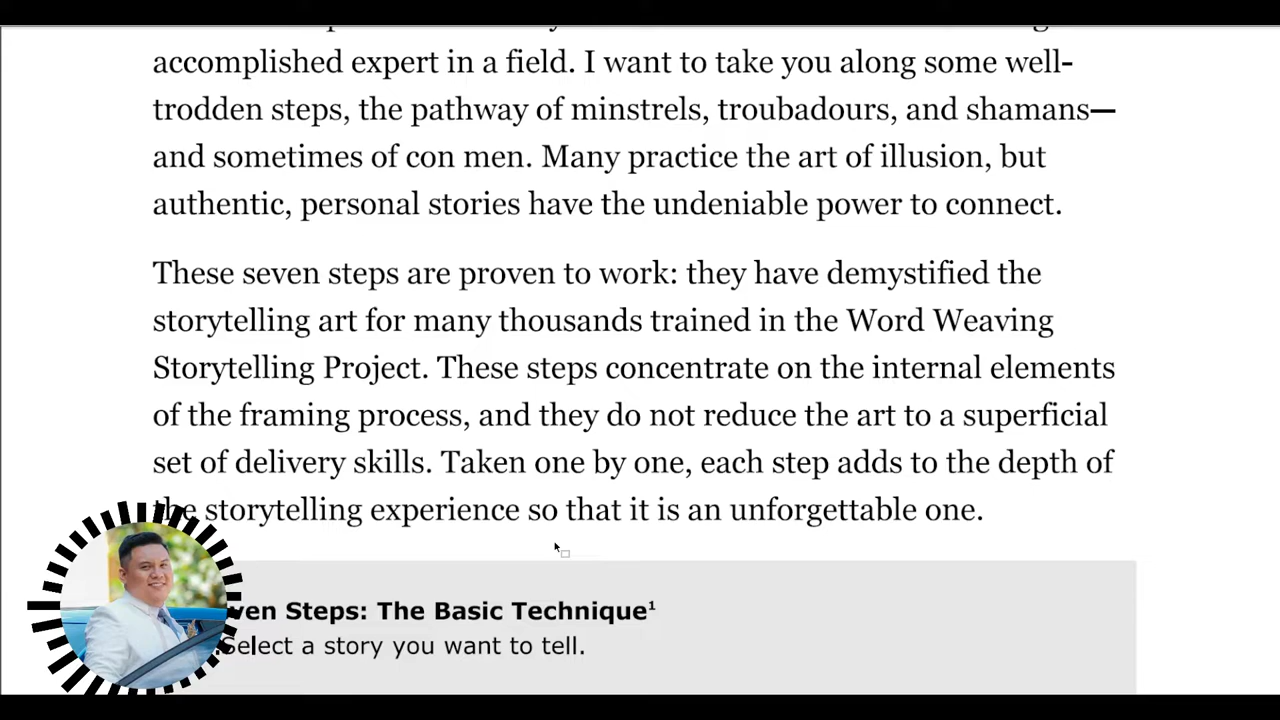 accomplished expert in a field. I want to take you along some well-
trodden steps, the pathway of minstrels, troubadours, and shamans—
and sometimes of con men. Many practice the art of illusion, but
authentic, personal stories have the undeniable power to connect.
These seven steps are proven to work: they have demystified the
storytelling art for many thousands trained in the Word Weaving
Storytelling Project. These steps concentrate on the internal elements
of the framing process, and they do not reduce the art to a superficial
set of delivery skills. Taken one by one, each step adds to the depth of
the storytelling experience so that it is an unforgettable one.
ven Steps: The Basic Technique¹
Select a story you want to tell.